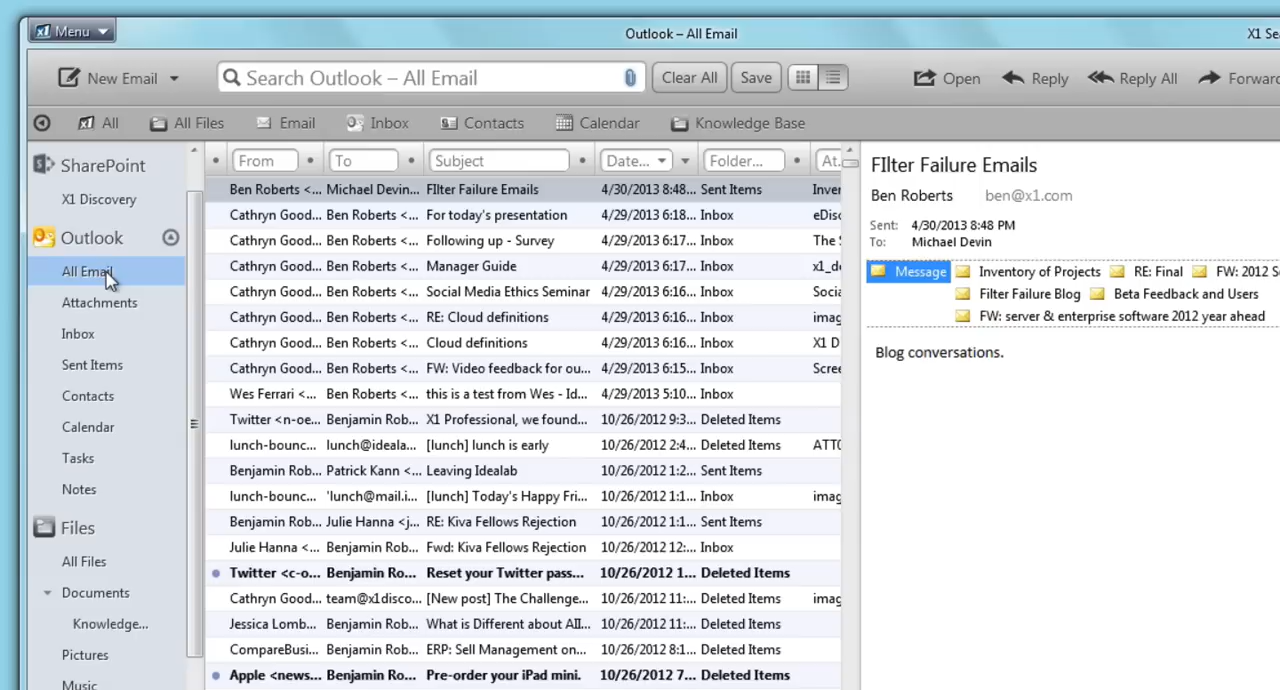 Menu
Outlook – All Email
X1 Se
New Email
Search Outlook – All Email
Clear All
Save
Open
Reply
Reply All
Forward
All
All Files
Email
Inbox
Contacts
Calendar
Knowledge Base
SharePoint
X1 Discovery
Outlook
All Email
Attachments
Inbox
Sent Items
Contacts
Calendar
Tasks
Notes
Files
All Files
Documents
Knowledge...
Pictures
Music
From To Subject Date... Folder... At.
Ben Roberts <... Michael Devin... FIlter Failure Emails 4/30/2013 8:48... Sent Items Inver
Cathryn Good... Ben Roberts <... For today's presentation 4/29/2013 6:18... Inbox eDisc
Cathryn Good... Ben Roberts <... Following up - Survey 4/29/2013 6:17... Inbox The S
Cathryn Good... Ben Roberts <... Manager Guide 4/29/2013 6:17... Inbox x1_de
Cathryn Good... Ben Roberts <... Social Media Ethics Seminar 4/29/2013 6:16... Inbox Socia
Cathryn Good... Ben Roberts <... RE: Cloud definitions 4/29/2013 6:16... Inbox imag
Cathryn Good... Ben Roberts <... Cloud definitions 4/29/2013 6:16... Inbox X1 D
Cathryn Good... Ben Roberts <... FW: Video feedback for ou... 4/29/2013 6:15... Inbox Scree
Wes Ferrari <... Ben Roberts <... this is a test from Wes - Id... 4/29/2013 5:10... Inbox
Twitter <n-oe... Benjamin Rob... X1 Professional, we found... 10/26/2012 9:3... Deleted Items
lunch-bounc... lunch@ideala... [lunch] lunch is early 10/26/2012 2:4... Deleted Items ATT0
Benjamin Rob... Patrick Kann <... Leaving Idealab 10/26/2012 1:2... Sent Items
lunch-bounc... 'lunch@mail.i... [lunch] Today's Happy Fri... 10/26/2012 1:1... Inbox imag
Benjamin Rob... Julie Hanna <j... RE: Kiva Fellows Rejection 10/26/2012 1:1... Sent Items
Julie Hanna <... Benjamin Rob... Fwd: Kiva Fellows Rejection 10/26/2012 12:... Inbox
Twitter <c-o... Benjamin Ro... Reset your Twitter pass... 10/26/2012 1... Deleted Items
Cathryn Good... team@x1disco... [New post] The Challenge... 10/26/2012 11:... Deleted Items imag
Jessica Lomb... Benjamin Rob... What is Different about AII... 10/26/2012 11:... Deleted Items
CompareBusi... Benjamin Rob... ERP: Sell Management on... 10/26/2012 8:1... Deleted Items
Apple <news... Benjamin Ro... Pre-order your iPad mini. 10/26/2012 7... Deleted Items
FIlter Failure Emails
Ben Roberts ben@x1.com
Sent: 4/30/2013 8:48 PM
To: Michael Devin
Message Inventory of Projects RE: Final FW: 2012 S
Filter Failure Blog Beta Feedback and Users
FW: server & enterprise software 2012 year ahead
Blog conversations.